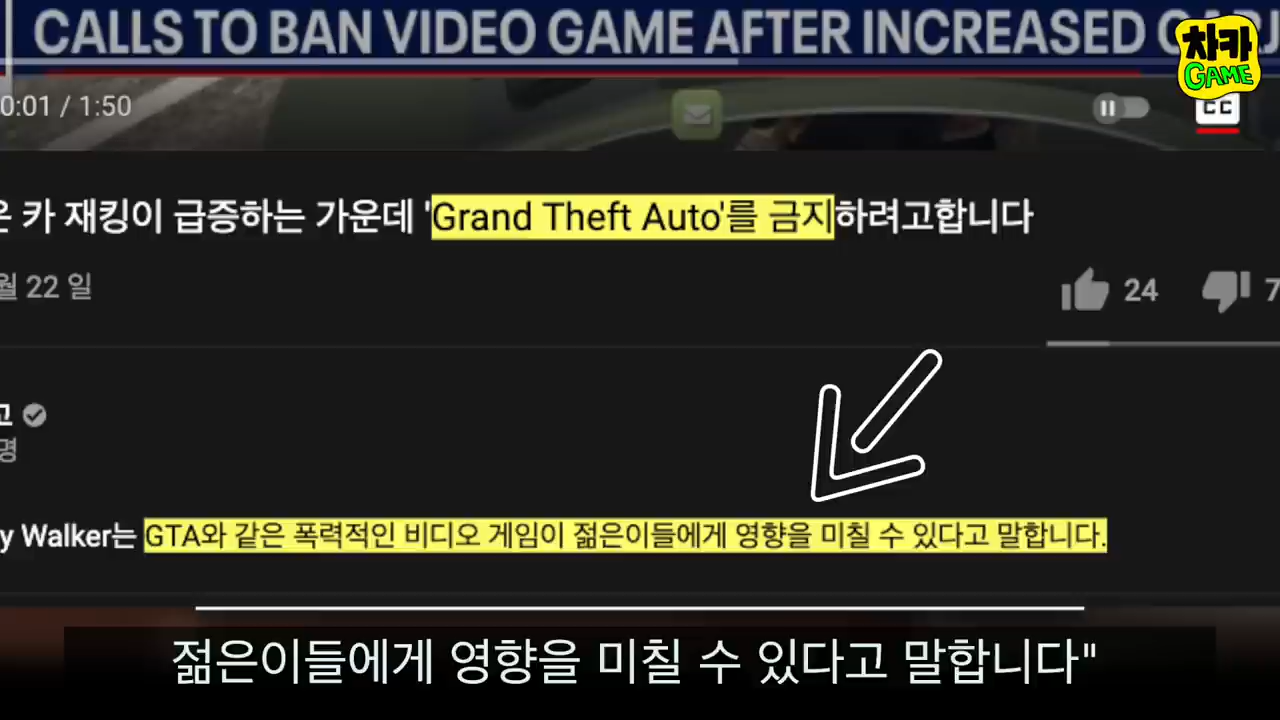 CALLS TO BAN VIDEO GAME AFTER INCREASED
차카
GAME
0:01 / 1:50
CC
카 재킹이 급증하는 가운데 'Grand Theft Auto'를 금지하려고합니다
월 22 일
24
7
고
명
y Walker는 GTA와 같은 폭력적인 비디오 게임이 젊은이들에게 영향을 미칠 수 있다고 말합니다.
젊은이들에게 영향을 미칠 수 있다고 말합니다"